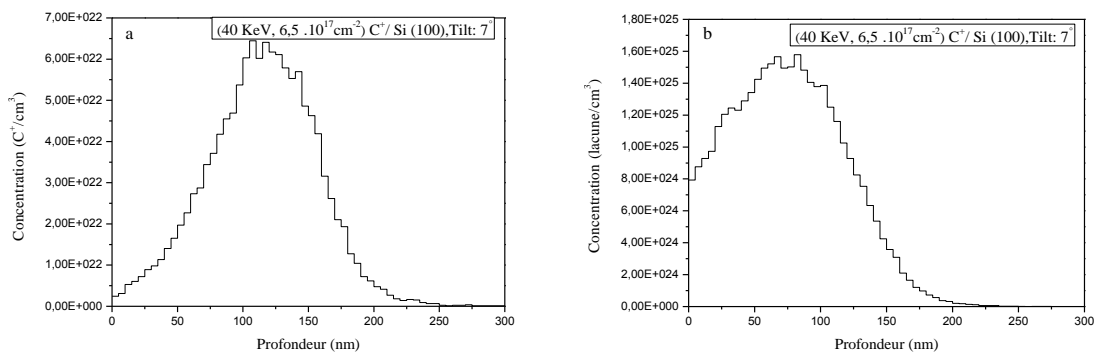 a
(40 KeV, 6,5 .10¹⁷cm⁻²) C⁺/ Si (100),Tilt: 7°
7,00E+022
6,00E+022
5,00E+022
4,00E+022
3,00E+022
2,00E+022
1,00E+022
0,00E+000
Concentration (C⁺/cm³)
0 50 100 150 200 250 300
Profondeur (nm)
b
(40 KeV, 6,5 .10¹⁷cm⁻²) C⁺/ Si (100),Tilt: 7°
1,80E+025
1,60E+025
1,40E+025
1,20E+025
1,00E+025
8,00E+024
6,00E+024
4,00E+024
2,00E+024
0,00E+000
Concentration (lacune/cm³)
0 50 100 150 200 250 300
Profondeur (nm)